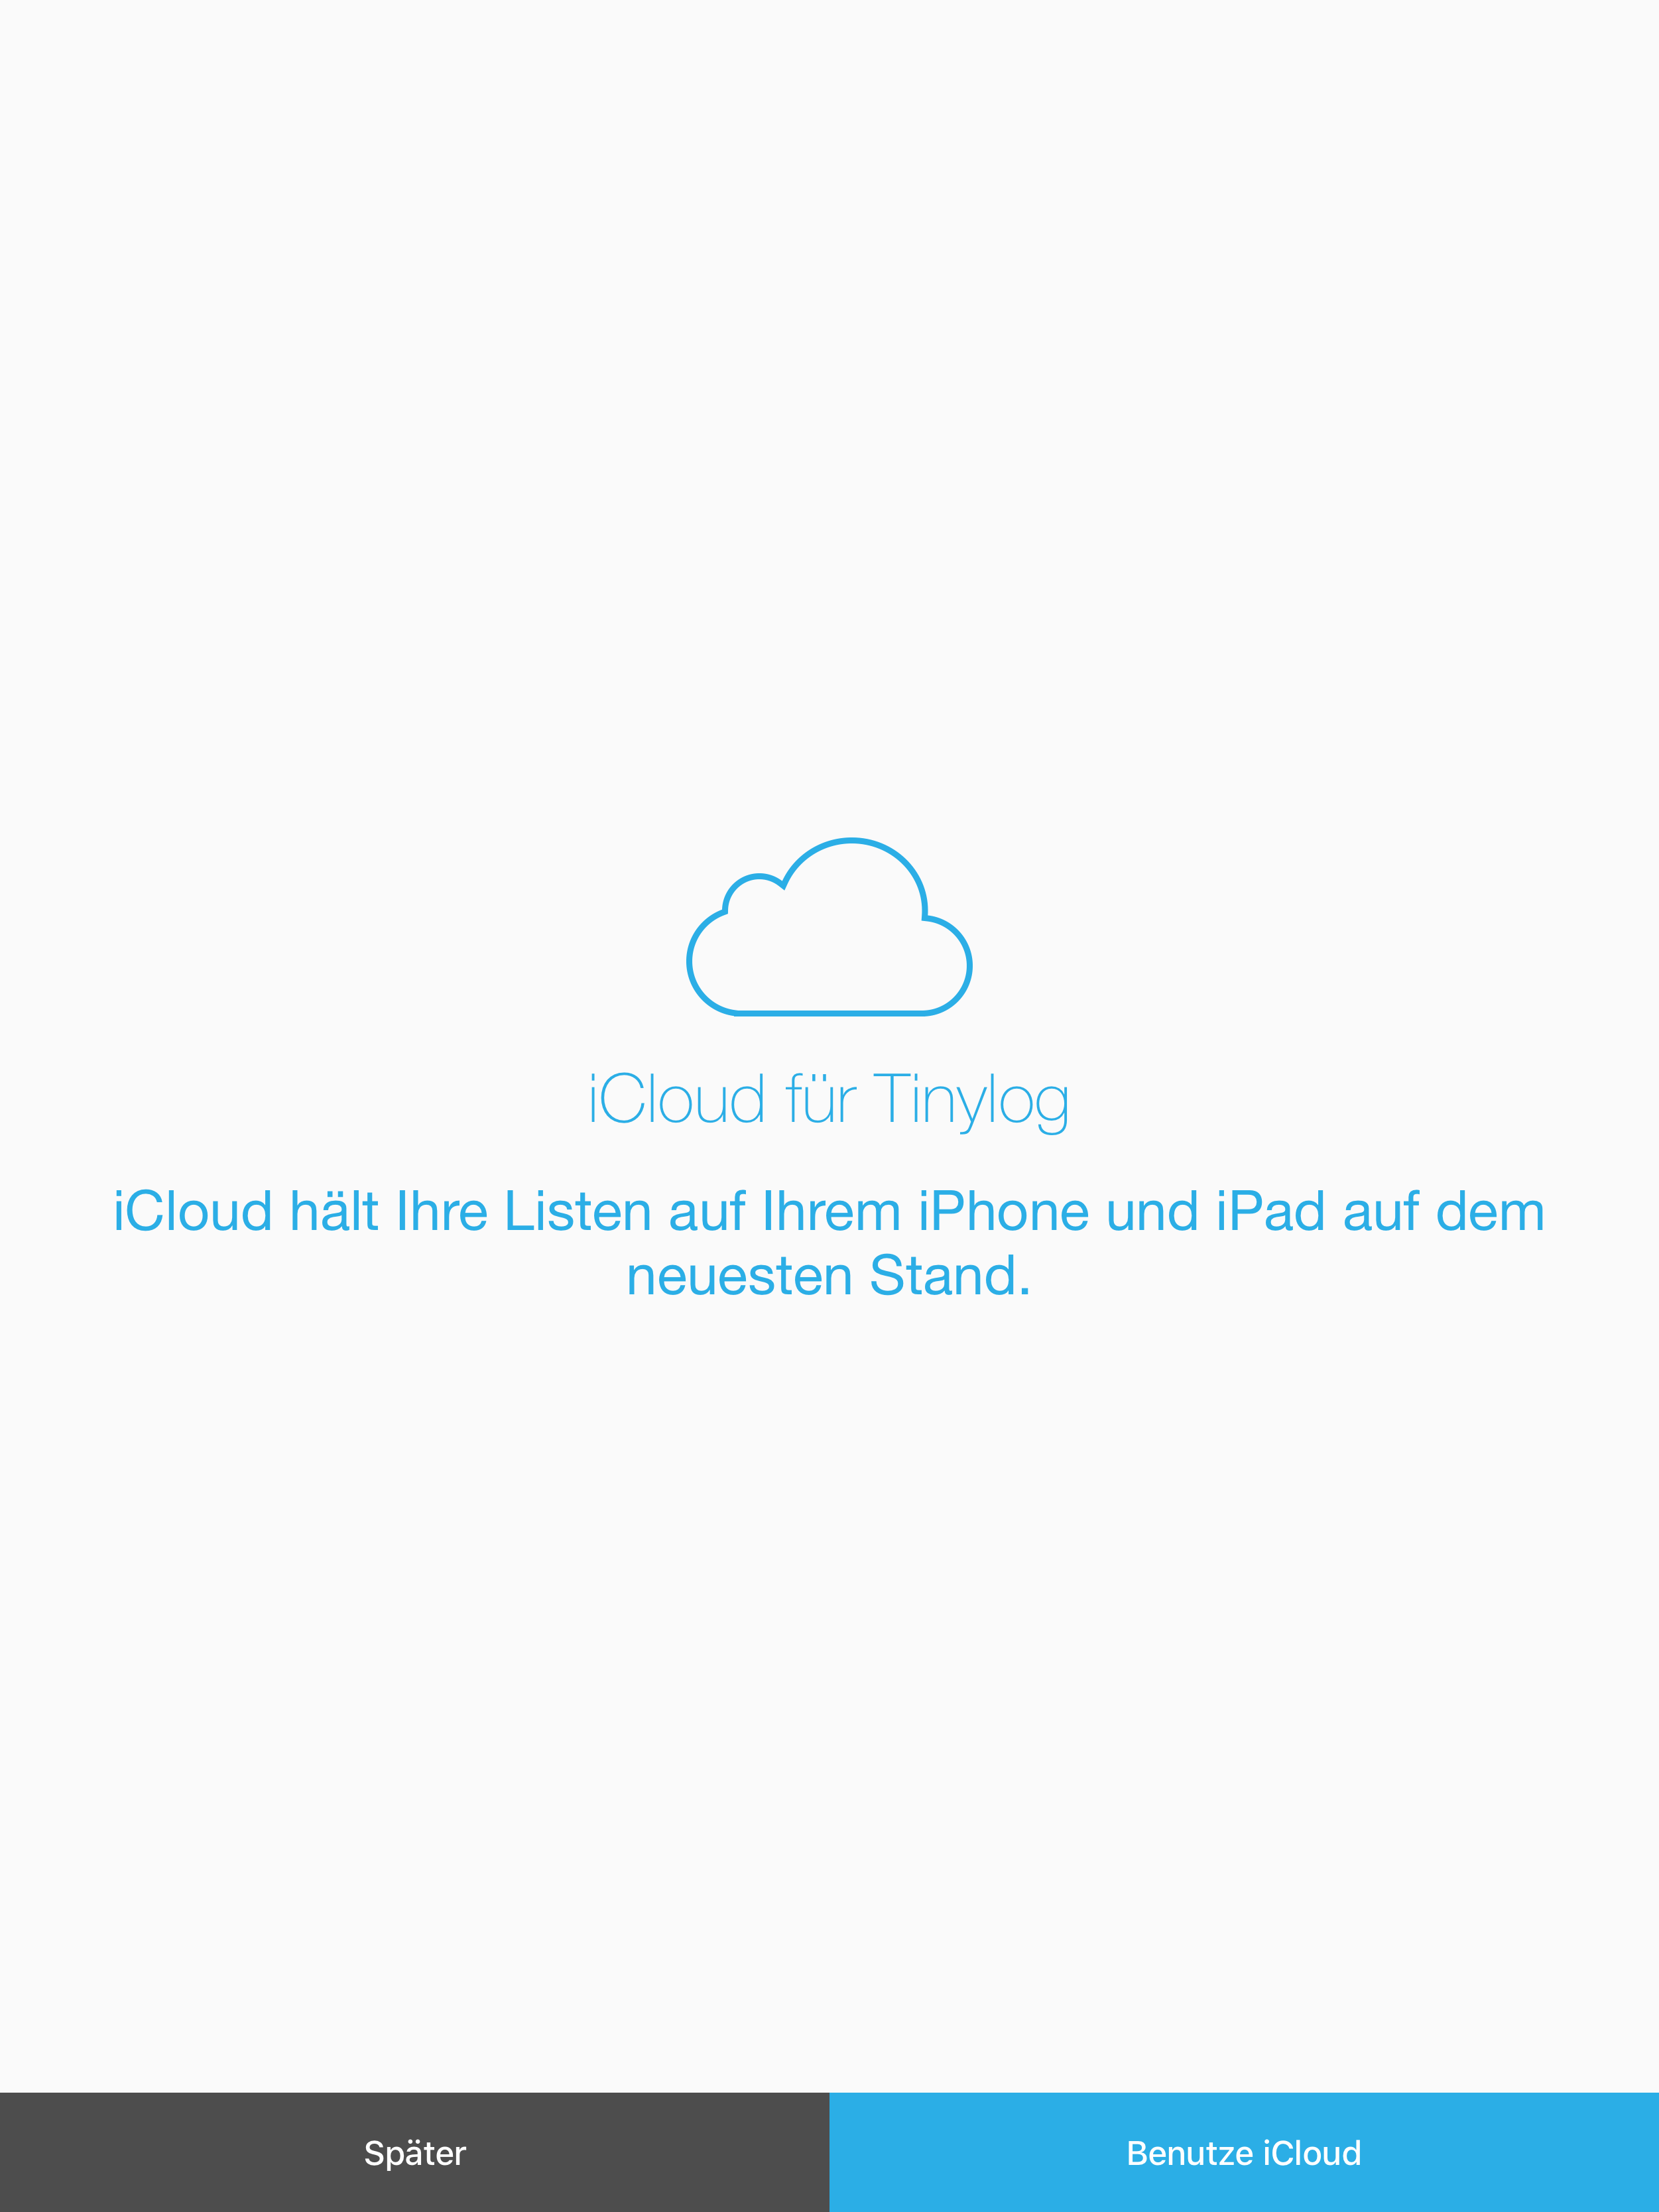 iCloud für Tinylog
iCloud hält Ihre Listen auf Ihrem iPhone und iPad auf dem
neuesten Stand.
Später
Benutze iCloud